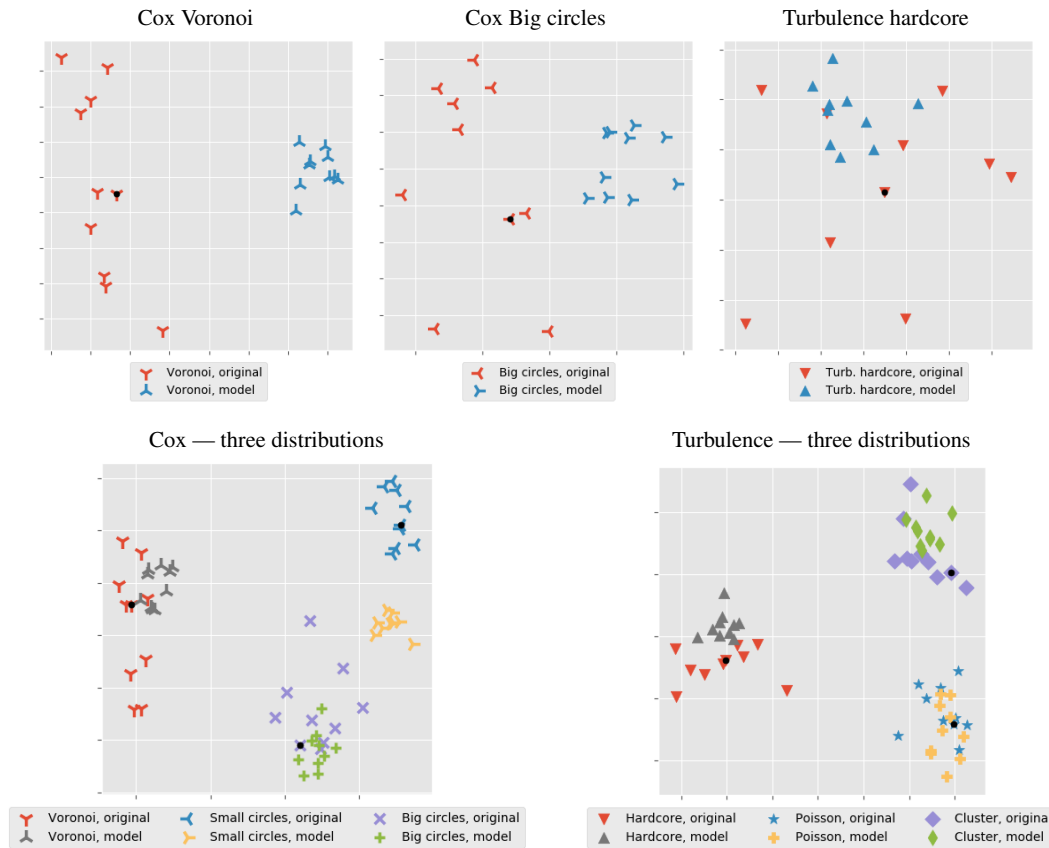 Cox Voronoi
Cox Big circles
Turbulence hardcore
Voronoi, original
Voronoi, model
Big circles, original
Big circles, model
Turb. hardcore, original
Turb. hardcore, model
Cox — three distributions
Turbulence — three distributions
Voronoi, original Small circles, original Big circles, original
Voronoi, model Small circles, model Big circles, model
Hardcore, original Poisson, original Cluster, origina
Hardcore, model Poisson, model Cluster, model